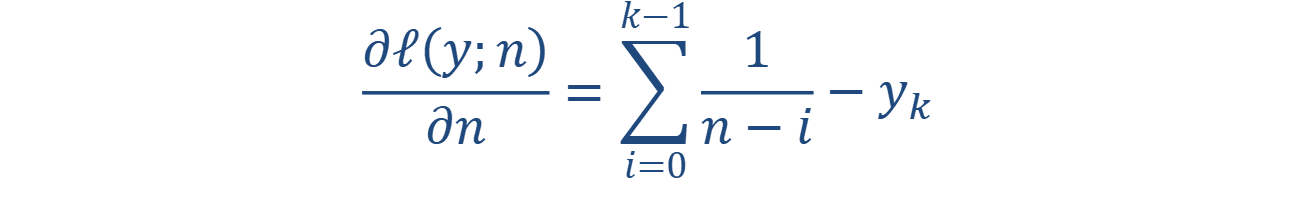 ∂ℓ(y; n)/∂n = ∑_{i=0}^{k−1} 1/(n − i) − y_k